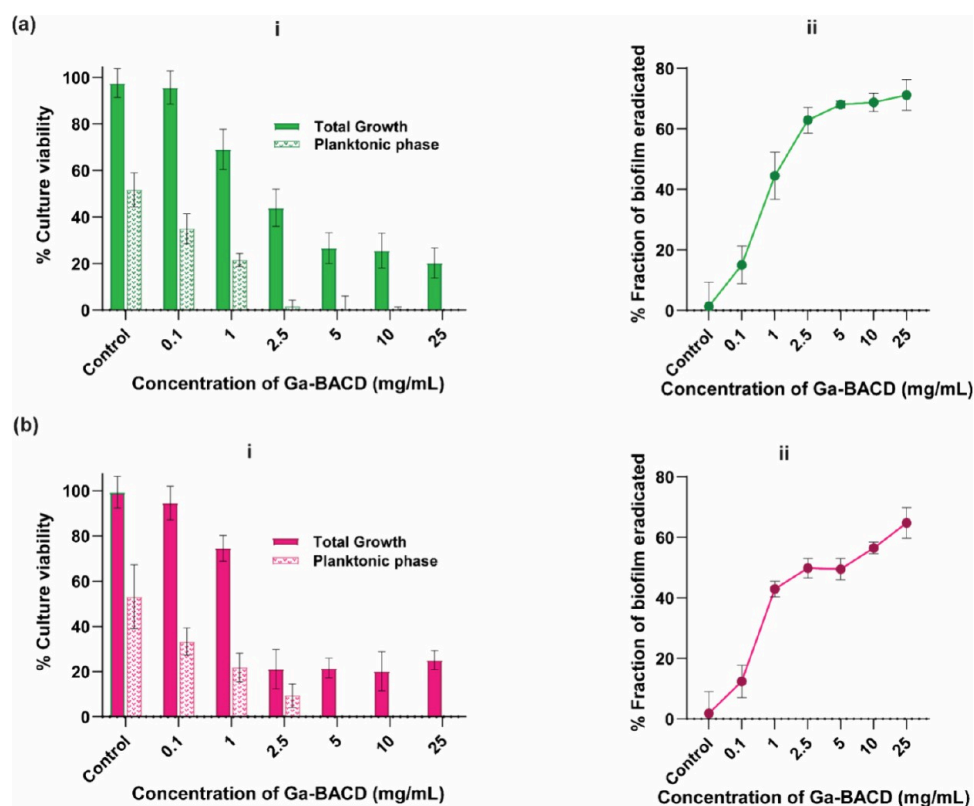 (a)
i
% Culture viability
100
80
60
40
20
0
Total Growth
Planktonic phase
Control
0.1
1
2.5
5
10
25
Concentration of Ga-BACD (mg/mL)
ii
% Fraction of biofilm eradicated
80
60
40
20
0
Control
0.1
1
2.5
5
10
25
Concentration of Ga-BACD (mg/mL)
(b)
i
% Culture viability
100
80
60
40
20
0
Total Growth
Planktonic phase
Control
0.1
1
2.5
5
10
25
Concentration of Ga-BACD (mg/mL)
ii
% Fraction of biofilm eradicated
80
60
40
20
0
Control
0.1
1
2.5
5
10
25
Concentration of Ga-BACD (mg/mL)